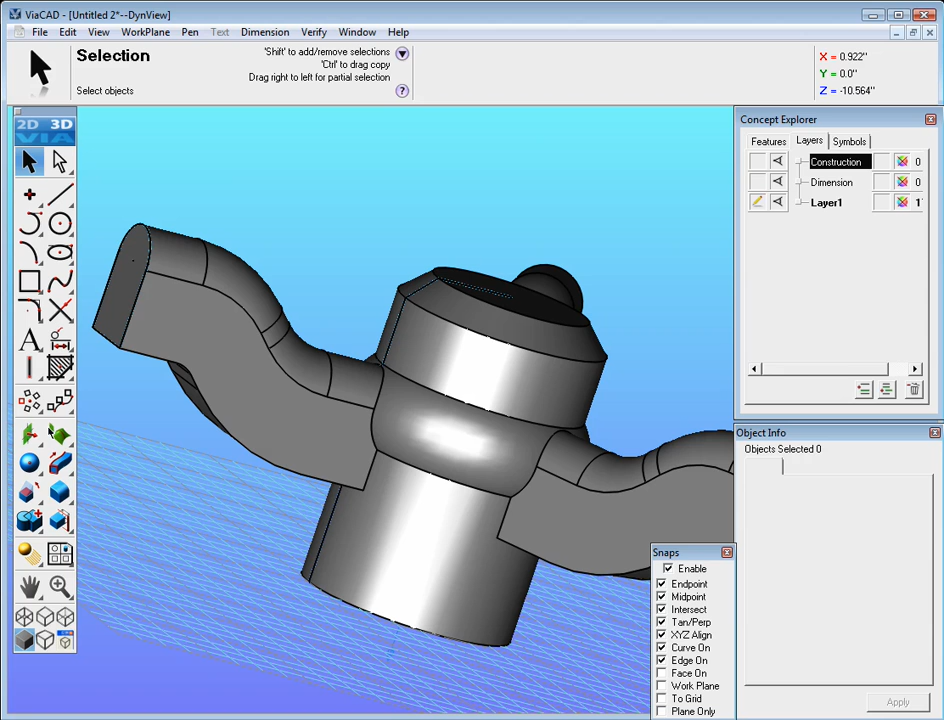 ViaCAD - [Untitled 2*--DynView]
File Edit View WorkPlane Pen Text Dimension Verify Window Help
Selection
'Shift' to add/remove selections
'Ctrl' to drag copy
Drag right to left for partial selection
Select objects
?
X = 0.922"
Y = 0.0"
Z = -10.564"
2D 3D
VIA
A
Concept Explorer
Features Layers Symbols
Construction 0
Dimension 0
Layer1 1
Object Info
Objects Selected 0
Snaps
Enable
Endpoint
Midpoint
Intersect
Tan/Perp
XYZ Align
Curve On
Edge On
Face On
Work Plane
To Grid
Plane Only
Apply